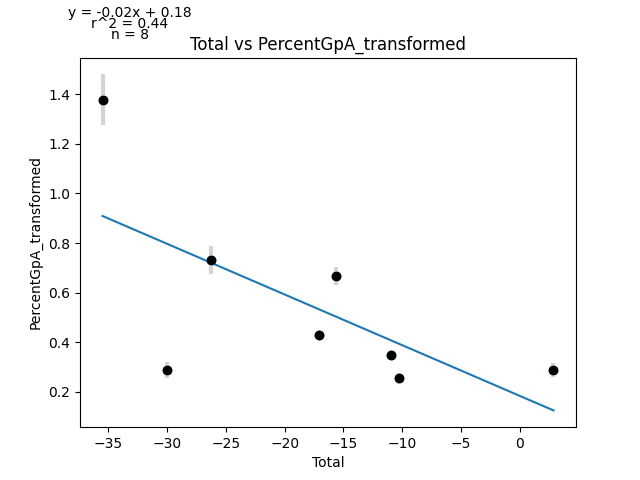 y = -0.02x + 0.18
r^2 = 0.44
n = 8
Total vs PercentGpA_transformed
PercentGpA_transformed
1.4
1.2
1.0
0.8
0.6
0.4
0.2
−35
−30
−25
−20
−15
−10
−5
0
Total